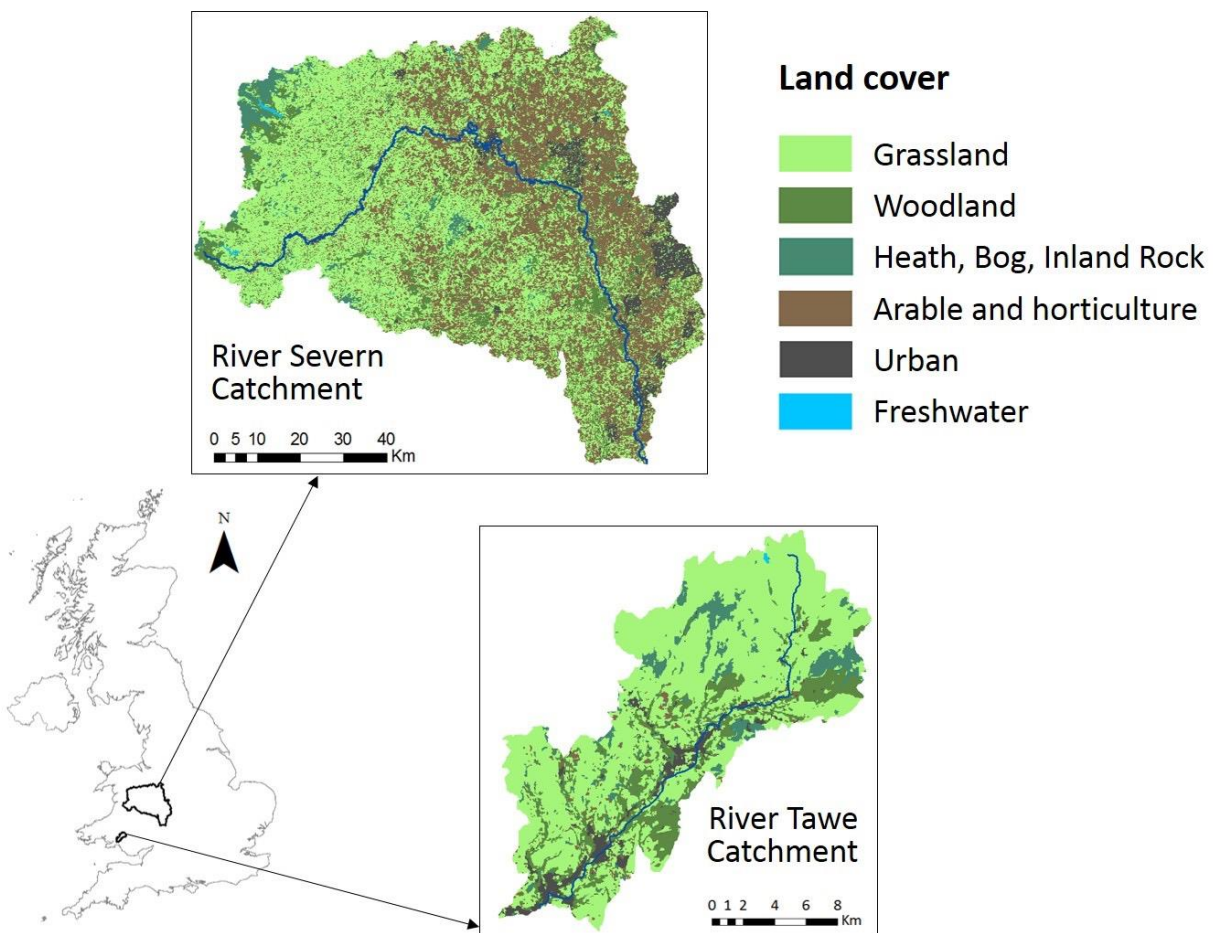 Land cover
Grassland
Woodland
Heath, Bog, Inland Rock
Arable and horticulture
Urban
Freshwater
River Severn
Catchment
0 5 10 20 30 40
Km
N
River Tawe
Catchment
0 1 2 4 6 8
Km